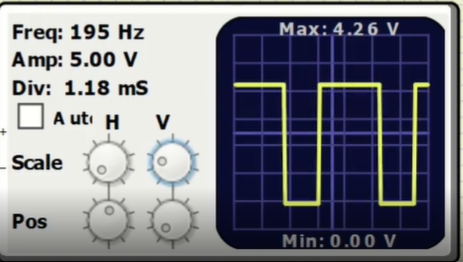 Freq: 195 Hz
Amp: 5.00 V
Div: 1.18 mS
Auto H V
Scale
Pos
Max: 4.26 V
Min: 0.00 V